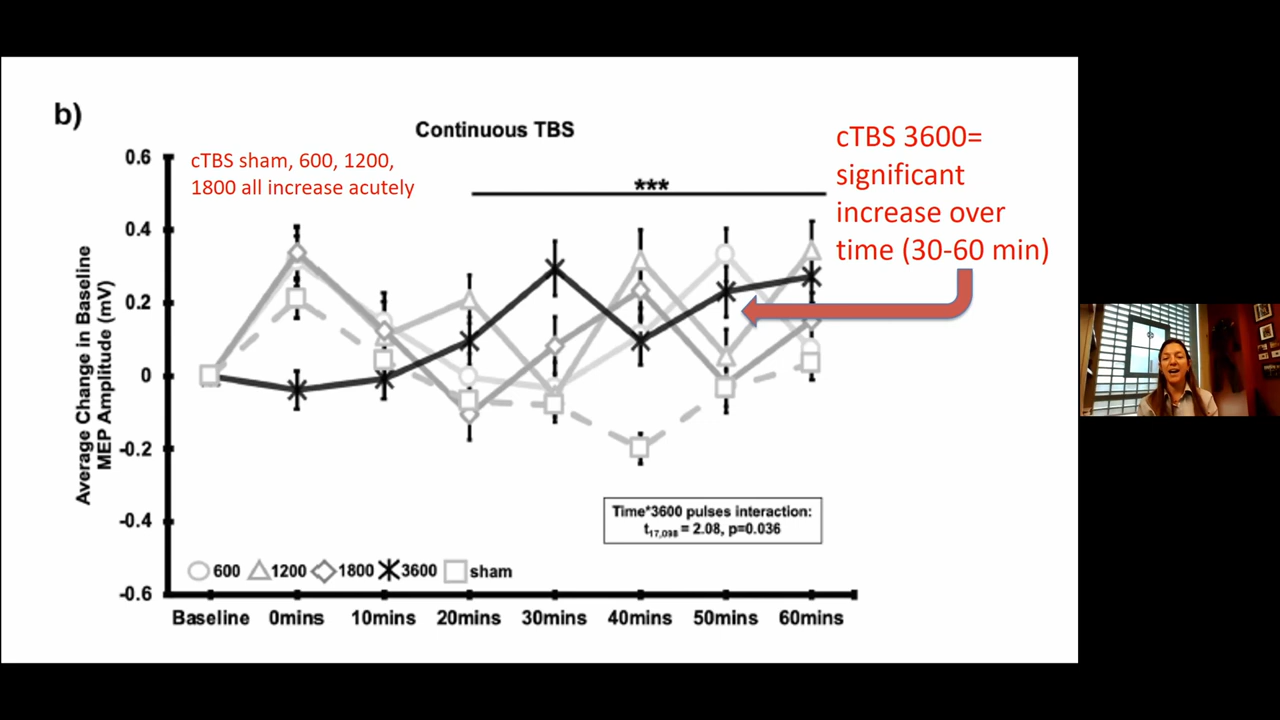 b)
Continuous TBS
cTBS sham, 600, 1200,
1800 all increase acutely
cTBS 3600=
significant
increase over
time (30-60 min)
***
0.6
0.4
0.2
0
-0.2
-0.4
-0.6
Average Change in Baseline
MEP Amplitude (mV)
Time*3600 pulses interaction:
t17,098 = 2.08, p=0.036
600 1200 1800 3600 sham
Baseline 0mins 10mins 20mins 30mins 40mins 50mins 60mins